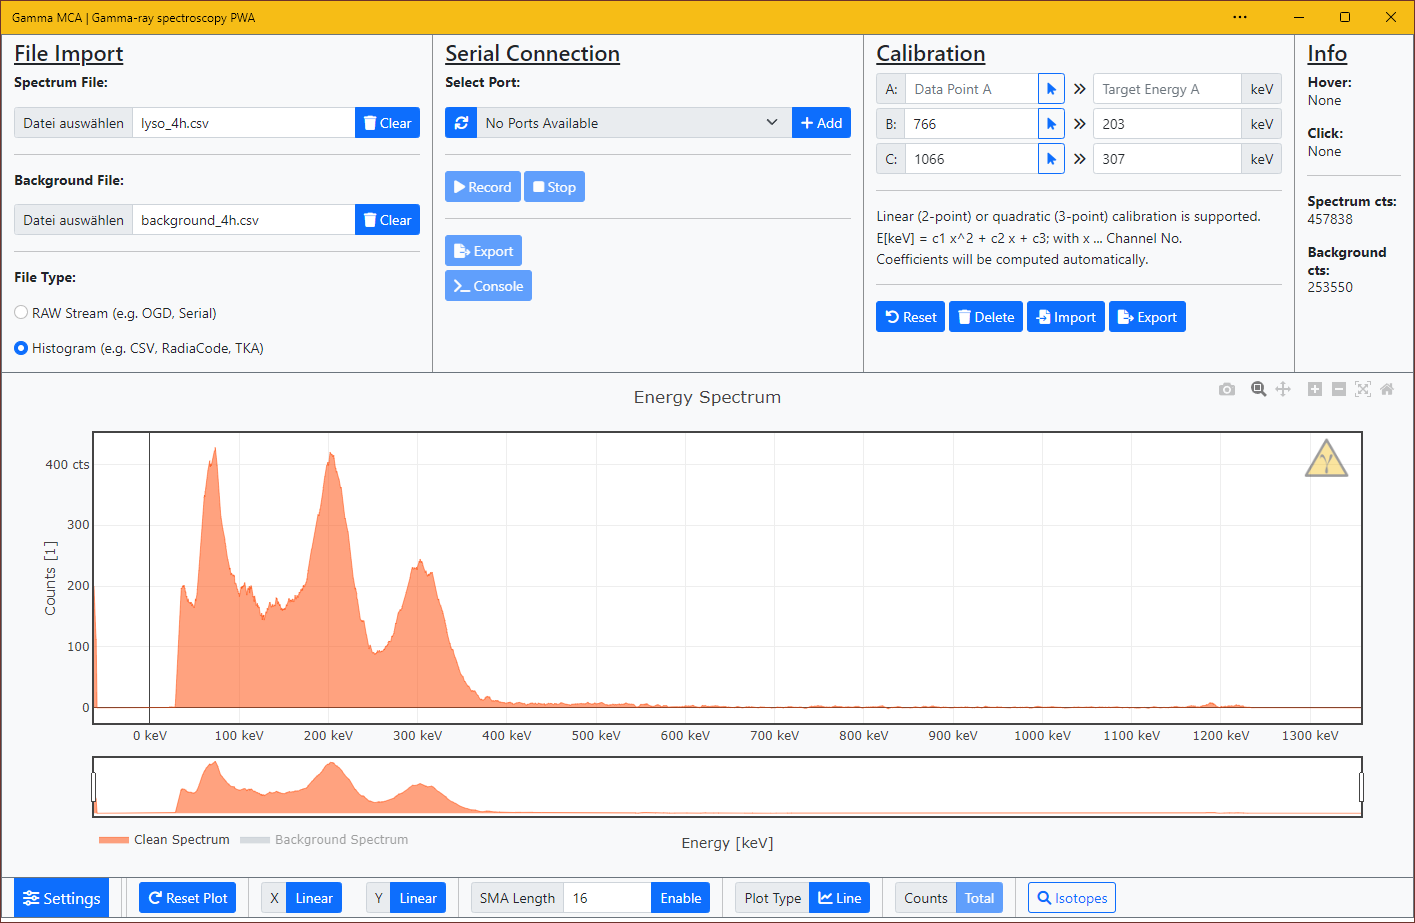 Gamma MCA | Gamma-ray spectroscopy PWA
File Import
Spectrum File:
Datei auswählen lyso_4h.csv Clear
Background File:
Datei auswählen background_4h.csv Clear
File Type:
RAW Stream (e.g. OGD, Serial)
Histogram (e.g. CSV, RadiaCode, TKA)
Serial Connection
Select Port:
No Ports Available Add
Record Stop
Export
Console
Calibration
A: Data Point A Target Energy A keV
B: 766 203 keV
C: 1066 307 keV
Linear (2-point) or quadratic (3-point) calibration is supported.
E[keV] = c1 x^2 + c2 x + c3; with x ... Channel No.
Coefficients will be computed automatically.
Reset Delete Import Export
Info
Hover:
None
Click:
None
Spectrum cts:
457838
Background
cts:
253550
Energy Spectrum
400 cts
300
200
100
0
Counts [1]
γ
0 keV 100 keV 200 keV 300 keV 400 keV 500 keV 600 keV 700 keV 800 keV 900 keV 1000 keV 1100 keV 1200 keV 1300 keV
Clean Spectrum Background Spectrum
Energy [keV]
Settings Reset Plot X Linear Y Linear SMA Length 16 Enable Plot Type Line Counts Total Isotopes